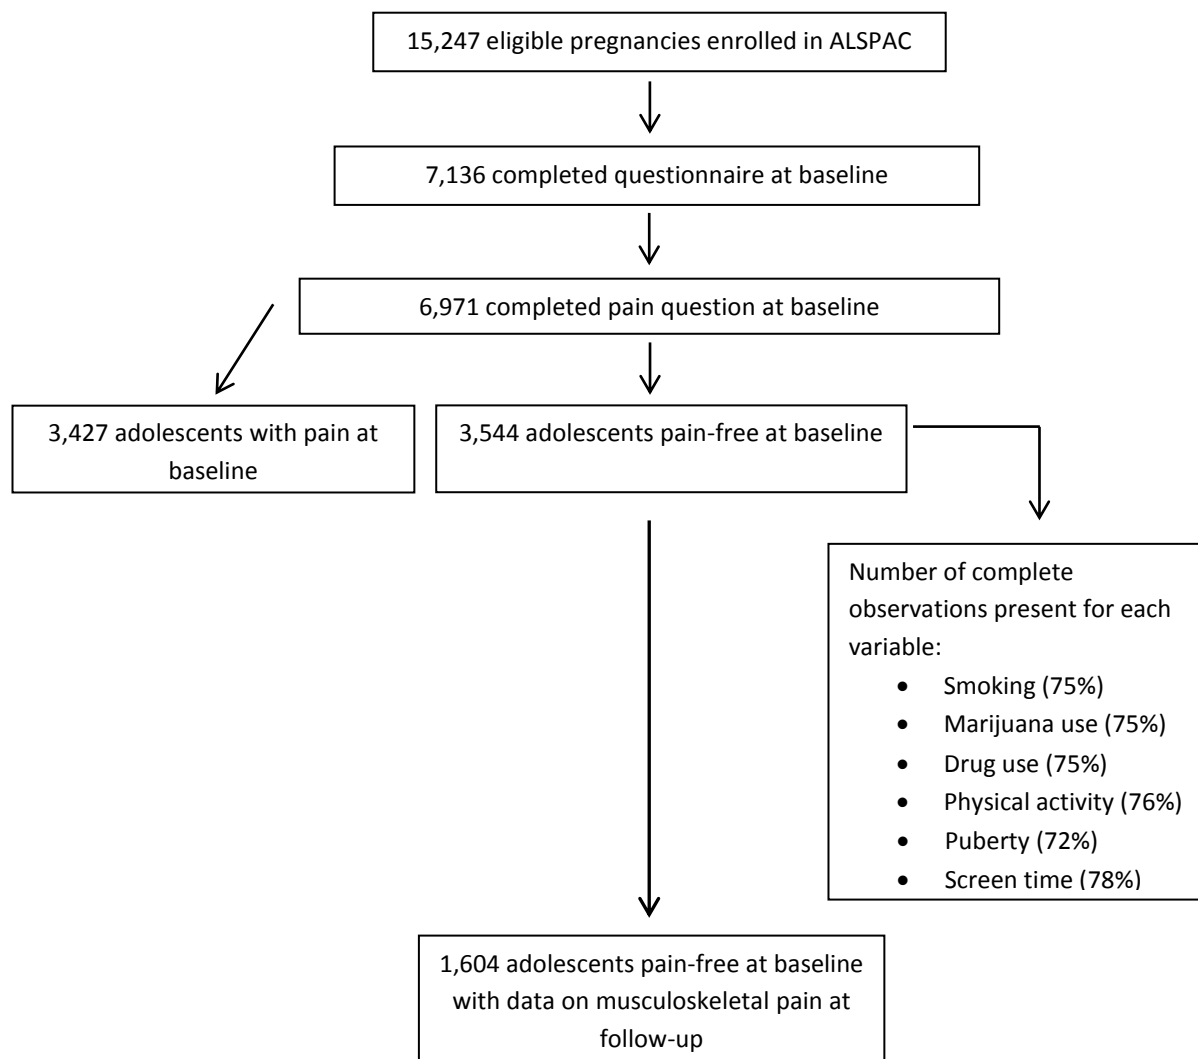 15,247 eligible pregnancies enrolled in ALSPAC
7,136 completed questionnaire at baseline
6,971 completed pain question at baseline
3,427 adolescents with pain at
baseline
3,544 adolescents pain-free at baseline
Number of complete
observations present for each
variable:
• Smoking (75%)
• Marijuana use (75%)
• Drug use (75%)
• Physical activity (76%)
• Puberty (72%)
• Screen time (78%)
1,604 adolescents pain-free at baseline
with data on musculoskeletal pain at
follow-up